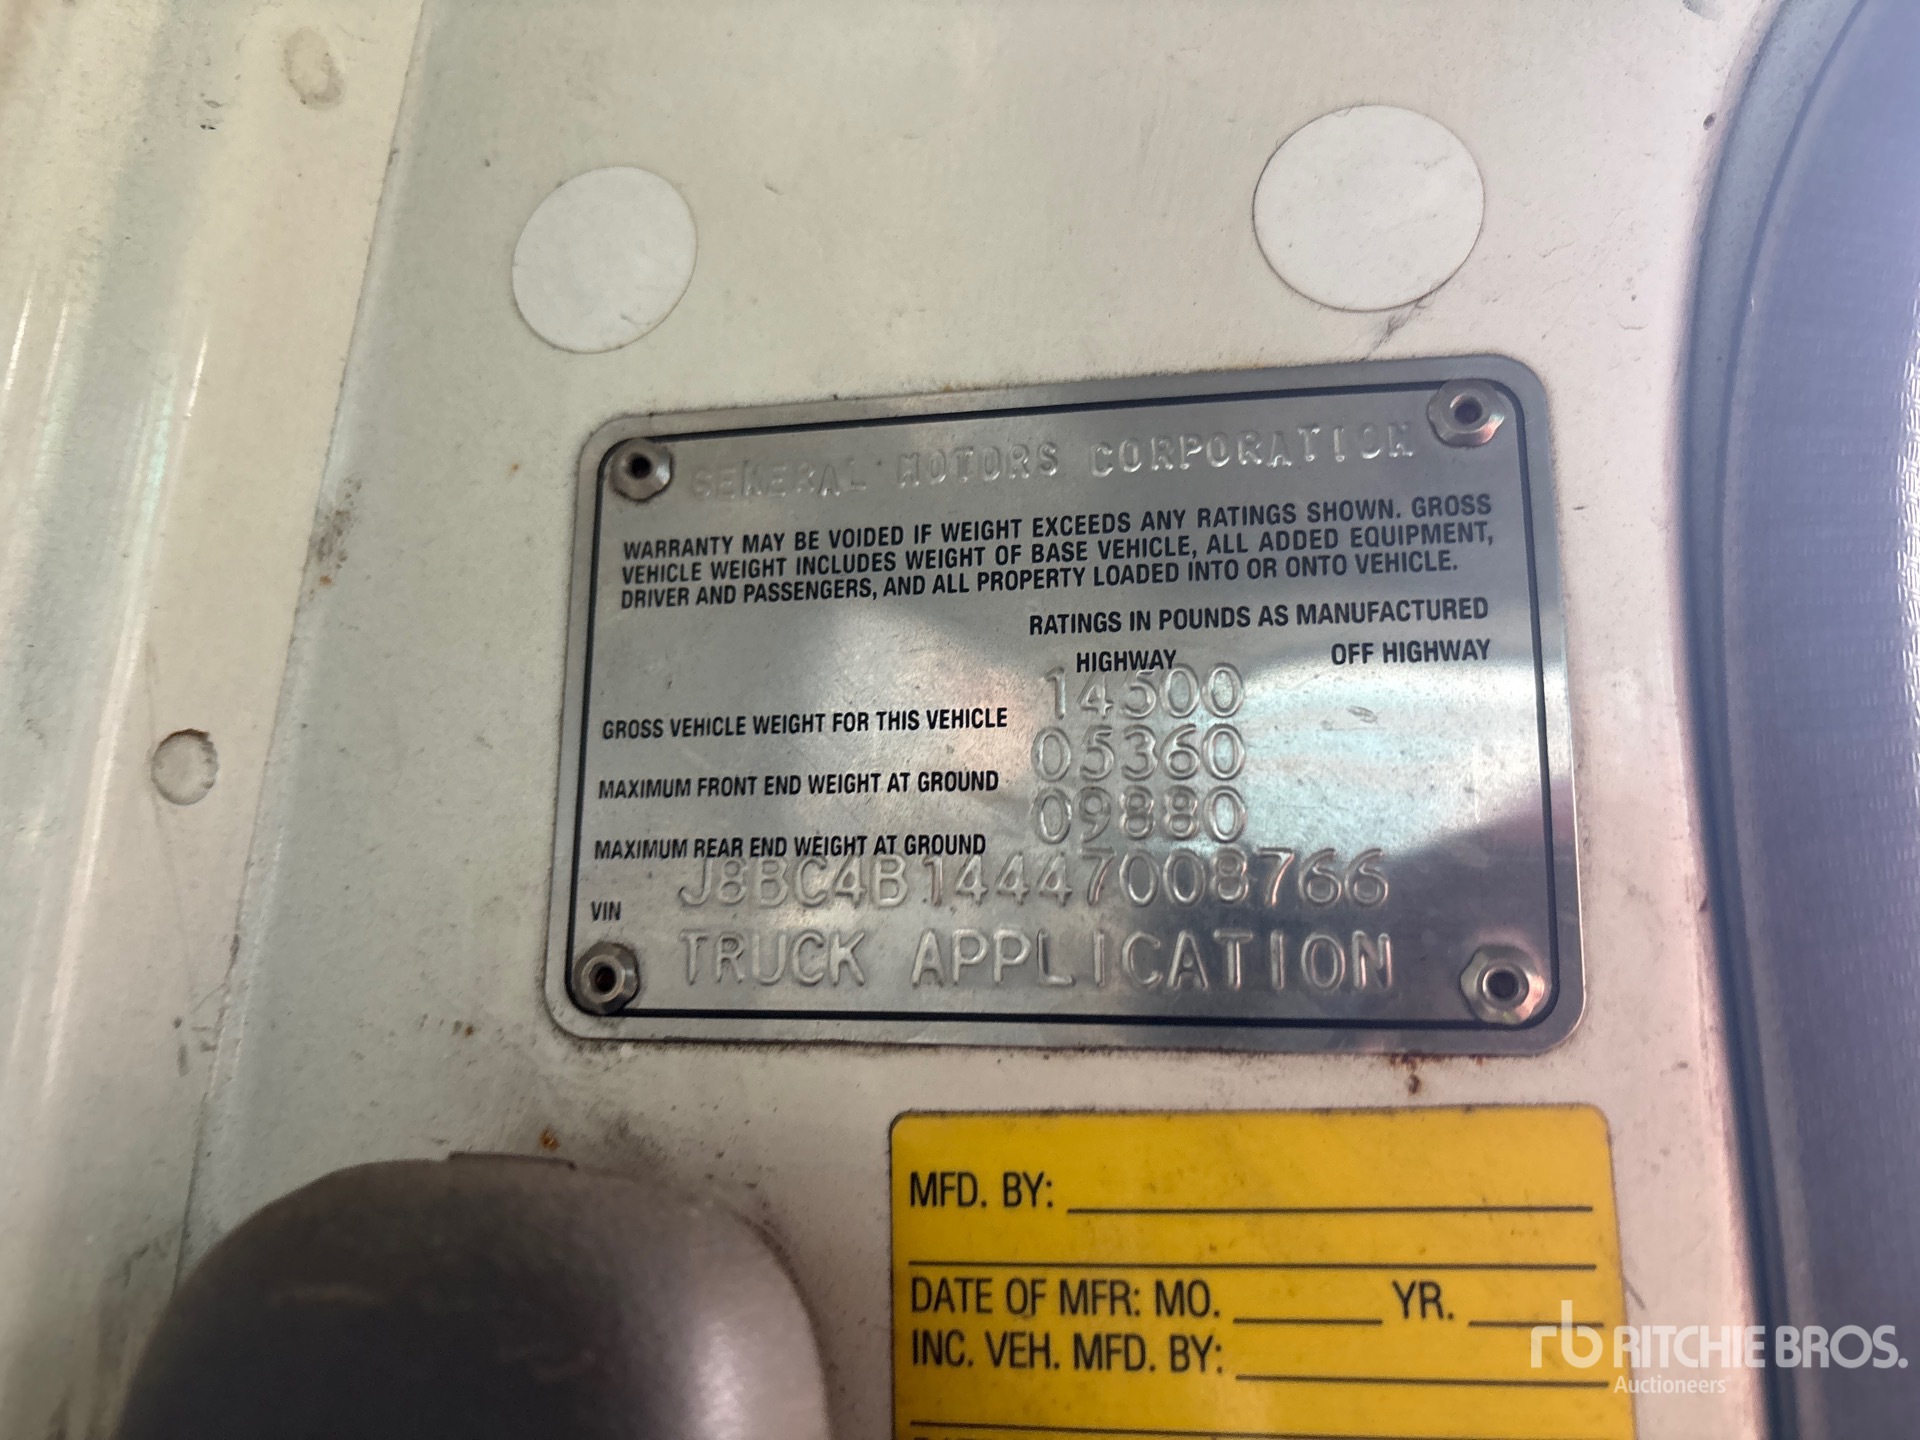 GENERAL MOTORS CORPORATION
WARRANTY MAY BE VOIDED IF WEIGHT EXCEEDS ANY RATINGS SHOWN. GROSS
VEHICLE WEIGHT INCLUDES WEIGHT OF BASE VEHICLE, ALL ADDED EQUIPMENT,
DRIVER AND PASSENGERS, AND ALL PROPERTY LOADED INTO OR ONTO VEHICLE.
RATINGS IN POUNDS AS MANUFACTURED
HIGHWAY OFF HIGHWAY
GROSS VEHICLE WEIGHT FOR THIS VEHICLE 14500
MAXIMUM FRONT END WEIGHT AT GROUND 05360
MAXIMUM REAR END WEIGHT AT GROUND 09880
VIN J8BC4B14447008766
TRUCK APPLICATION
MFD. BY:
DATE OF MFR: MO. YR.
INC. VEH. MFD. BY:
rb RITCHIE BROS.
Auctioneers